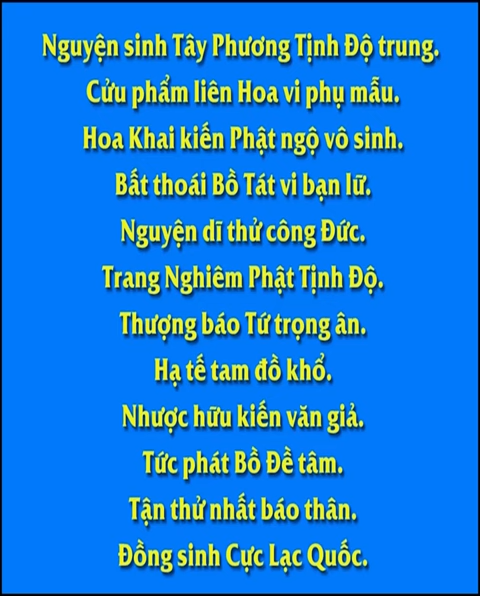 Nguyện sinh Tây Phương Tịnh Độ trung.
Cửu phẩm liên Hoa vi phụ mẫu.
Hoa Khai kiến Phật ngộ vô sinh.
Bất thoái Bồ Tát vi bạn lữ.
Nguyện dĩ thử công Đức.
Trang Nghiêm Phật Tịnh Độ.
Thượng báo Tứ trọng ân.
Hạ tế tam đồ khổ.
Nhược hữu kiến văn giả.
Tức phát Bồ Đề tâm.
Tận thử nhất báo thân.
Đồng sinh Cực Lạc Quốc.